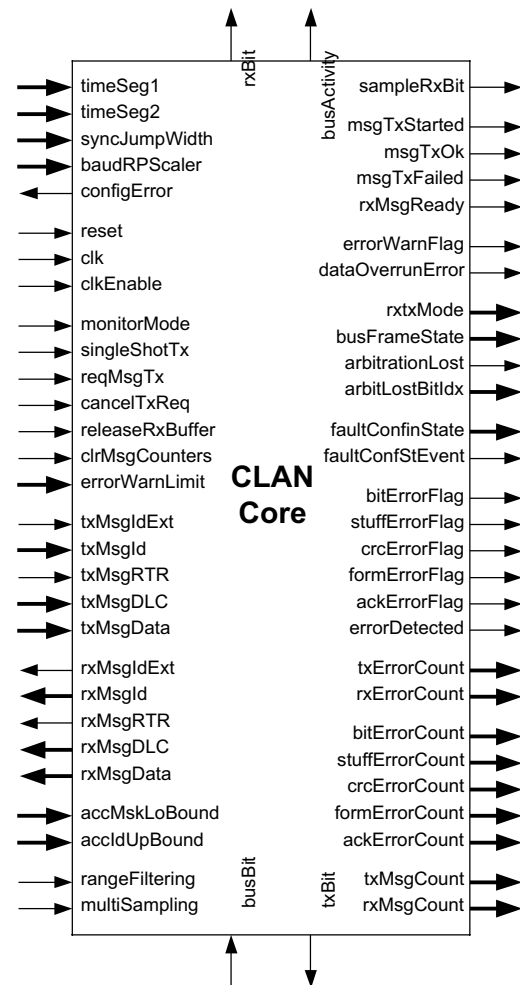 rxBit
busActivity
timeSeg1
timeSeg2
syncJumpWidth
baudRPScaler
configError
reset
clk
clkEnable
monitorMode
singleShotTx
reqMsgTx
cancelTxReq
releaseRxBuffer
clrMsgCounters
errorWarnLimit
txMsgIdExt
txMsgId
txMsgRTR
txMsgDLC
txMsgData
rxMsgIdExt
rxMsgId
rxMsgRTR
rxMsgDLC
rxMsgData
accMskLoBound
accIdUpBound
rangeFiltering
multiSampling
CLAN
Core
sampleRxBit
msgTxStarted
msgTxOk
msgTxFailed
rxMsgReady
errorWarnFlag
dataOverrunError
rxtxMode
busFrameState
arbitrationLost
arbitLostBitIdx
faultConfinState
faultConfStEvent
bitErrorFlag
stuffErrorFlag
crcErrorFlag
formErrorFlag
ackErrorFlag
errorDetected
txErrorCount
rxErrorCount
bitErrorCount
stuffErrorCount
crcErrorCount
formErrorCount
ackErrorCount
txMsgCount
rxMsgCount
busBit
txBit